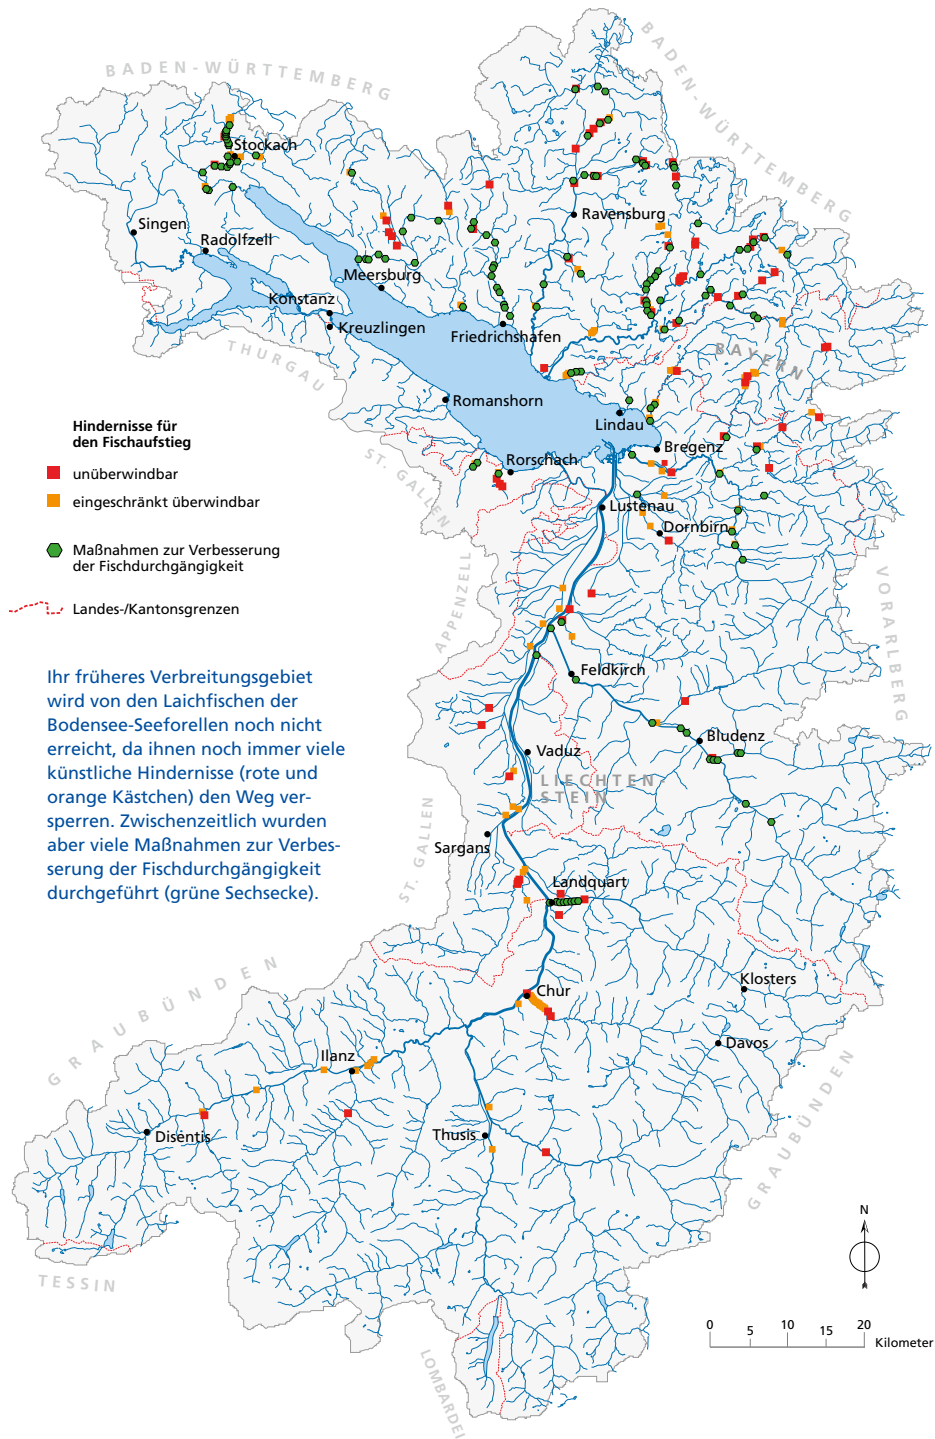 BADEN-WÜRTTEMBERG
BADEN-WÜRTTEMBERG
Stockach
Singen
Radolfzell
Ravensburg
Meersburg
Konstanz
Kreuzlingen
Friedrichshafen
THURGAU
BAYERN
Romanshorn
Lindau
Bregenz
Hindernisse für
den Fischaufstieg
unüberwindbar
eingeschränkt überwindbar
Maßnahmen zur Verbesserung
der Fischdurchgängigkeit
Landes-/Kantonsgrenzen
ST. GALLEN
Rorschach
Lustenau
Dornbirn
APPENZELL
VORARLBERG
Feldkirch
Ihr früheres Verbreitungsgebiet
wird von den Laichfischen der
Bodensee-Seeforellen noch nicht
erreicht, da ihnen noch immer viele
künstliche Hindernisse (rote und
orange Kästchen) den Weg ver-
sperren. Zwischenzeitlich wurden
aber viele Maßnahmen zur Verbes-
serung der Fischdurchgängigkeit
durchgeführt (grüne Sechsecke).
Bludenz
Vaduz
LIECHTEN-
STEIN
ST. GALLEN
Sargans
Landquart
GRAUBÜNDEN
Klosters
Chur
Davos
Ilanz
GRAUBÜNDEN
Disentis
Thusis
TESSIN
LOMBARDEI
N
0 5 10 15 20
Kilometer